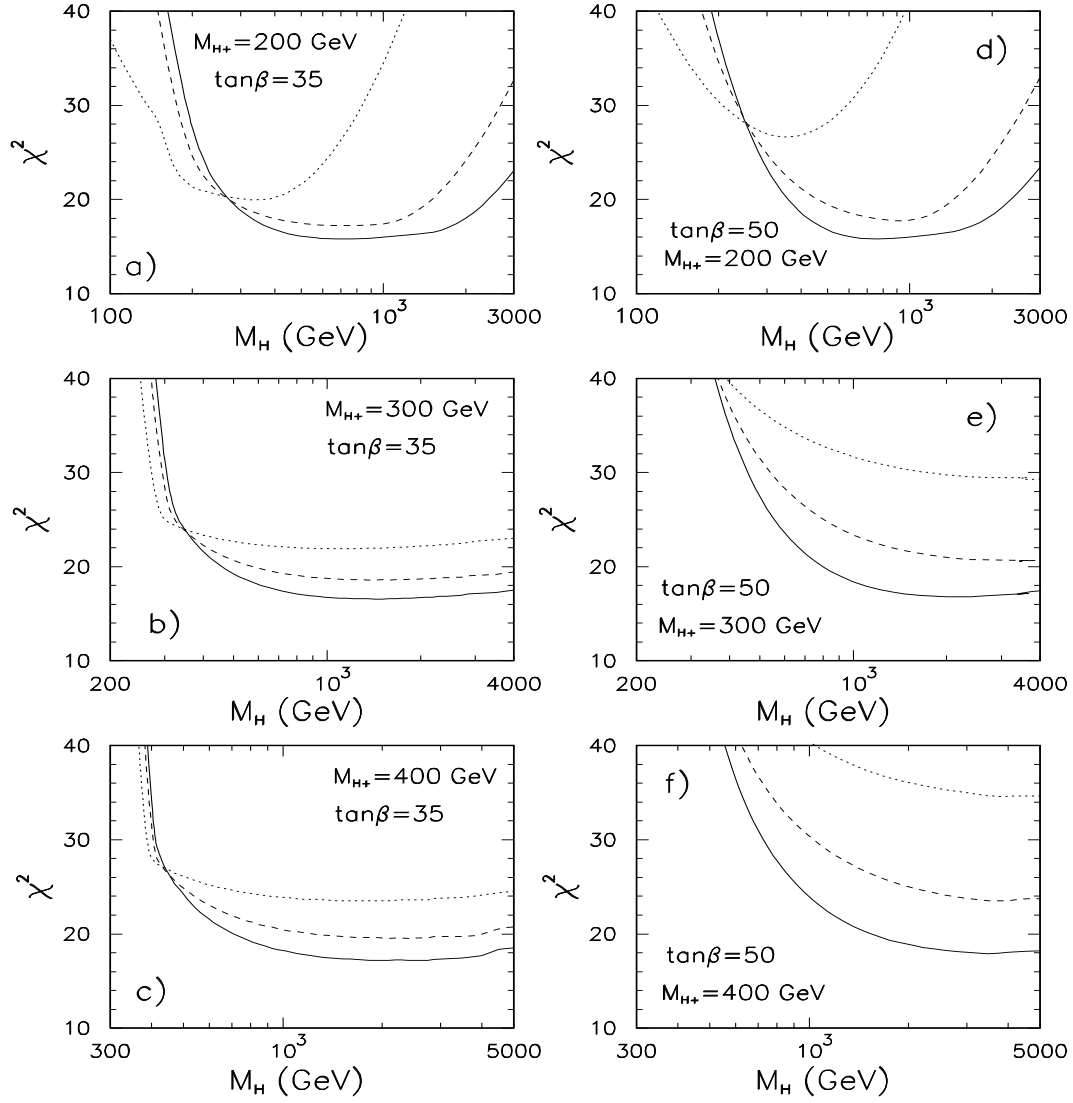 40
30
20
10
χ²
M_H+=200 GeV
tanβ=35
a)
100
10³
3000
M_H (GeV)
40
30
20
10
χ²
d)
tanβ=50
M_H+=200 GeV
100
10³
3000
M_H (GeV)
40
30
20
10
χ²
M_H+=300 GeV
tanβ=35
b)
200
10³
4000
M_H (GeV)
40
30
20
10
χ²
e)
tanβ=50
M_H+=300 GeV
200
10³
4000
M_H (GeV)
40
30
20
10
χ²
M_H+=400 GeV
tanβ=35
c)
300
10³
5000
M_H (GeV)
40
30
20
10
χ²
f)
tanβ=50
M_H+=400 GeV
300
10³
5000
M_H (GeV)